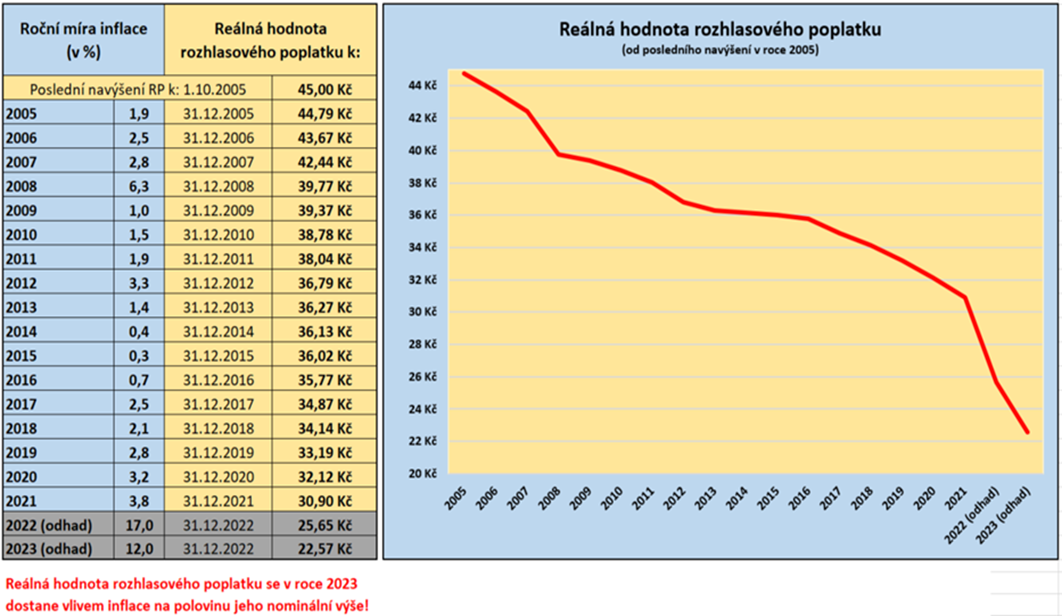 Roční míra inflace
(v %)
Reálná hodnota
rozhlasového poplatku k:
Poslední navýšení RP k: 1.10.2005 45,00 Kč
2005 1,9 31.12.2005 44,79 Kč
2006 2,5 31.12.2006 43,67 Kč
2007 2,8 31.12.2007 42,44 Kč
2008 6,3 31.12.2008 39,77 Kč
2009 1,0 31.12.2009 39,37 Kč
2010 1,5 31.12.2010 38,78 Kč
2011 1,9 31.12.2011 38,04 Kč
2012 3,3 31.12.2012 36,79 Kč
2013 1,4 31.12.2013 36,27 Kč
2014 0,4 31.12.2014 36,13 Kč
2015 0,3 31.12.2015 36,02 Kč
2016 0,7 31.12.2016 35,77 Kč
2017 2,5 31.12.2017 34,87 Kč
2018 2,1 31.12.2018 34,14 Kč
2019 2,8 31.12.2019 33,19 Kč
2020 3,2 31.12.2020 32,12 Kč
2021 3,8 31.12.2021 30,90 Kč
2022 (odhad) 17,0 31.12.2022 25,65 Kč
2023 (odhad) 12,0 31.12.2022 22,57 Kč
Reálná hodnota rozhlasového poplatku se v roce 2023
dostane vlivem inflace na polovinu jeho nominální výše!
Reálná hodnota rozhlasového poplatku
(od posledního navýšení v roce 2005)
44 Kč
42 Kč
40 Kč
38 Kč
36 Kč
34 Kč
32 Kč
30 Kč
28 Kč
26 Kč
24 Kč
22 Kč
20 Kč
2005
2006
2007
2008
2009
2010
2011
2012
2013
2014
2015
2016
2017
2018
2019
2020
2021
2022 (odhad)
2023 (odhad)